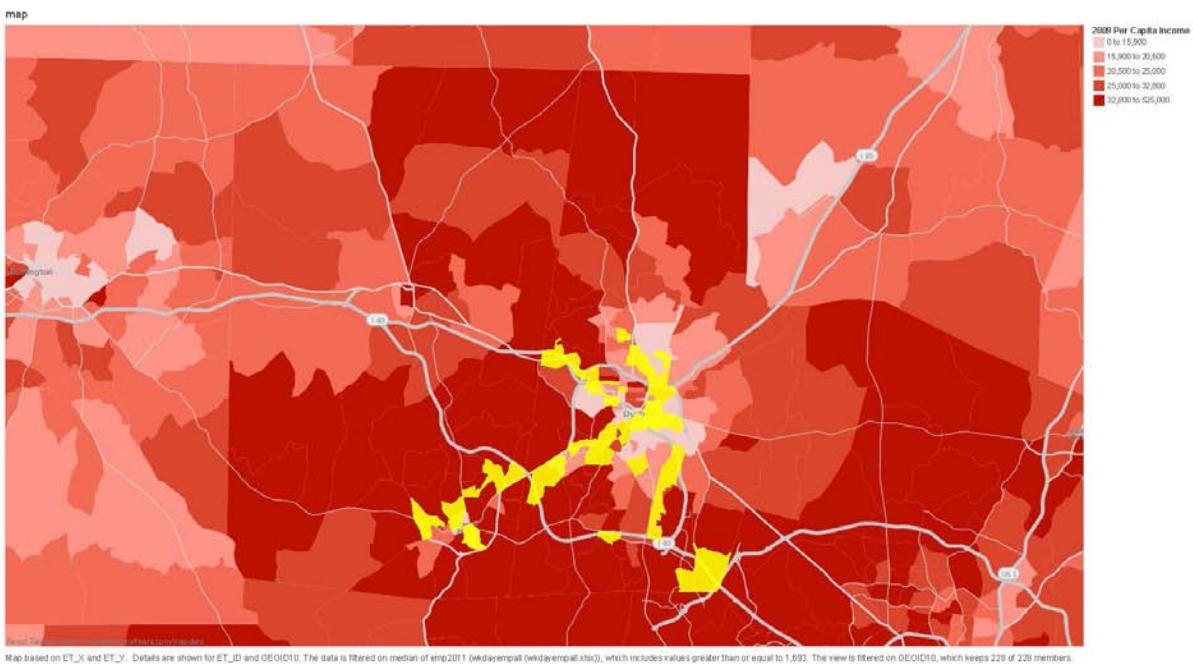 map
2009 Per Capita Income
0 to 15,900
15,900 to 20,500
20,500 to 25,000
25,000 to 32,800
32,800 to 525,000
I 85
I 40
I 40
US 1
Map based on ET_X and ET_Y. Details are shown for ET_ID and GEOID10. The data is filtered on median of emp2011 (wkdayempall (wkdayempall.xlsx)), which includes values greater than or equal to 1,693. The view is filtered on GEOID10, which keeps 228 of 228 members.